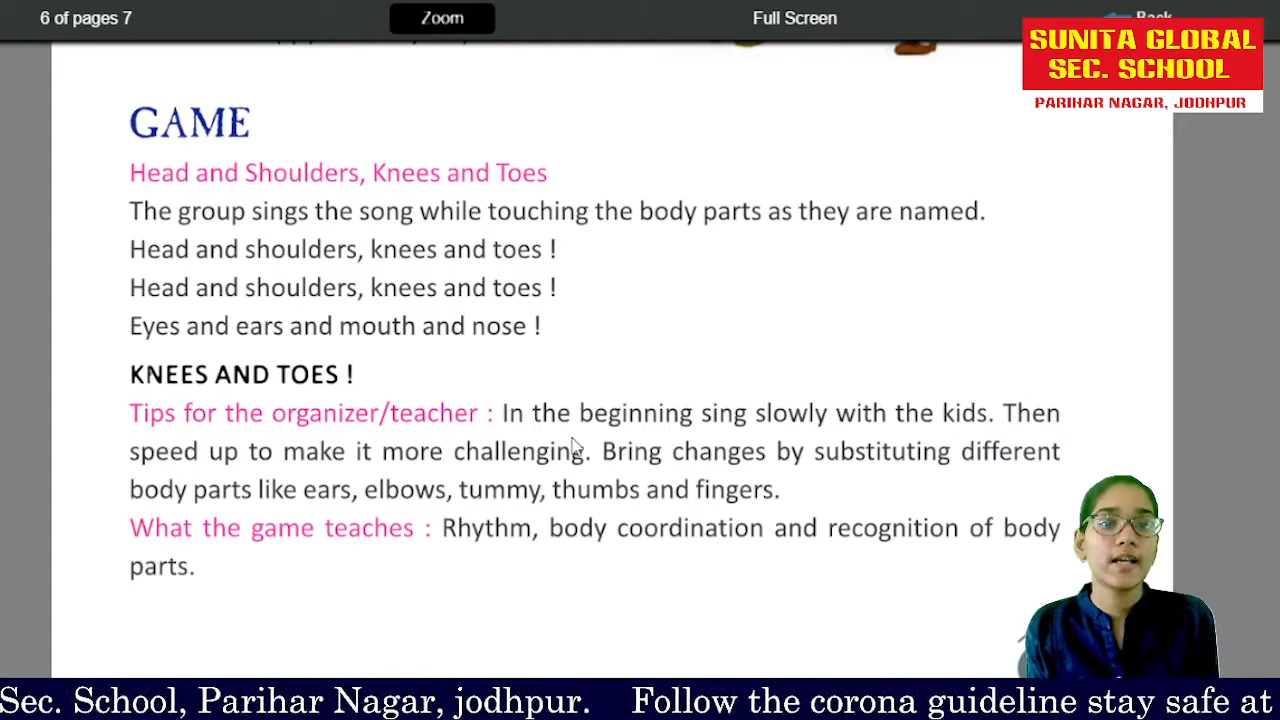 6 of pages 7
Zoom
Full Screen
Back
SUNITA GLOBAL
SEC. SCHOOL
PARIHAR NAGAR, JODHPUR
GAME
Head and Shoulders, Knees and Toes
The group sings the song while touching the body parts as they are named.
Head and shoulders, knees and toes !
Head and shoulders, knees and toes !
Eyes and ears and mouth and nose !
KNEES AND TOES !
Tips for the organizer/teacher : In the beginning sing slowly with the kids. Then
speed up to make it more challenging. Bring changes by substituting different
body parts like ears, elbows, tummy, thumbs and fingers.
What the game teaches : Rhythm, body coordination and recognition of body
parts.
Sec. School, Parihar Nagar, jodhpur. Follow the corona guideline stay safe at